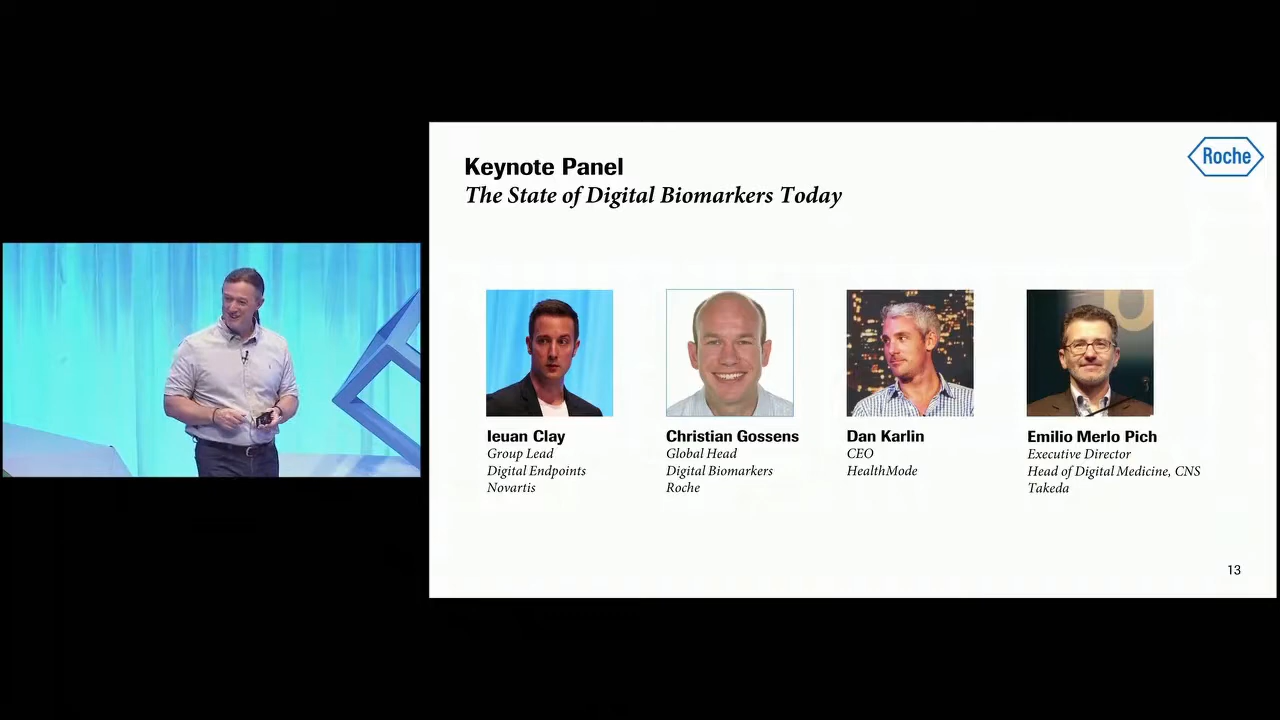 Roche
Keynote Panel
The State of Digital Biomarkers Today
Ieuan Clay
Group Lead
Digital Endpoints
Novartis
Christian Gossens
Global Head
Digital Biomarkers
Roche
Dan Karlin
CEO
HealthMode
Emilio Merlo Pich
Executive Director
Head of Digital Medicine, CNS
Takeda
13